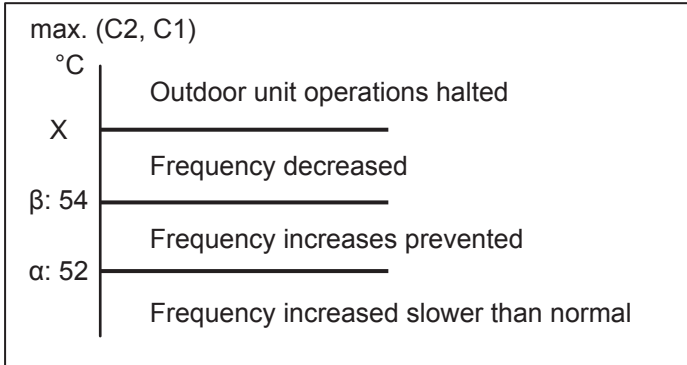 max. (C2, C1)
°C
Outdoor unit operations halted
X
Frequency decreased
β: 54
Frequency increases prevented
α: 52
Frequency increased slower than normal